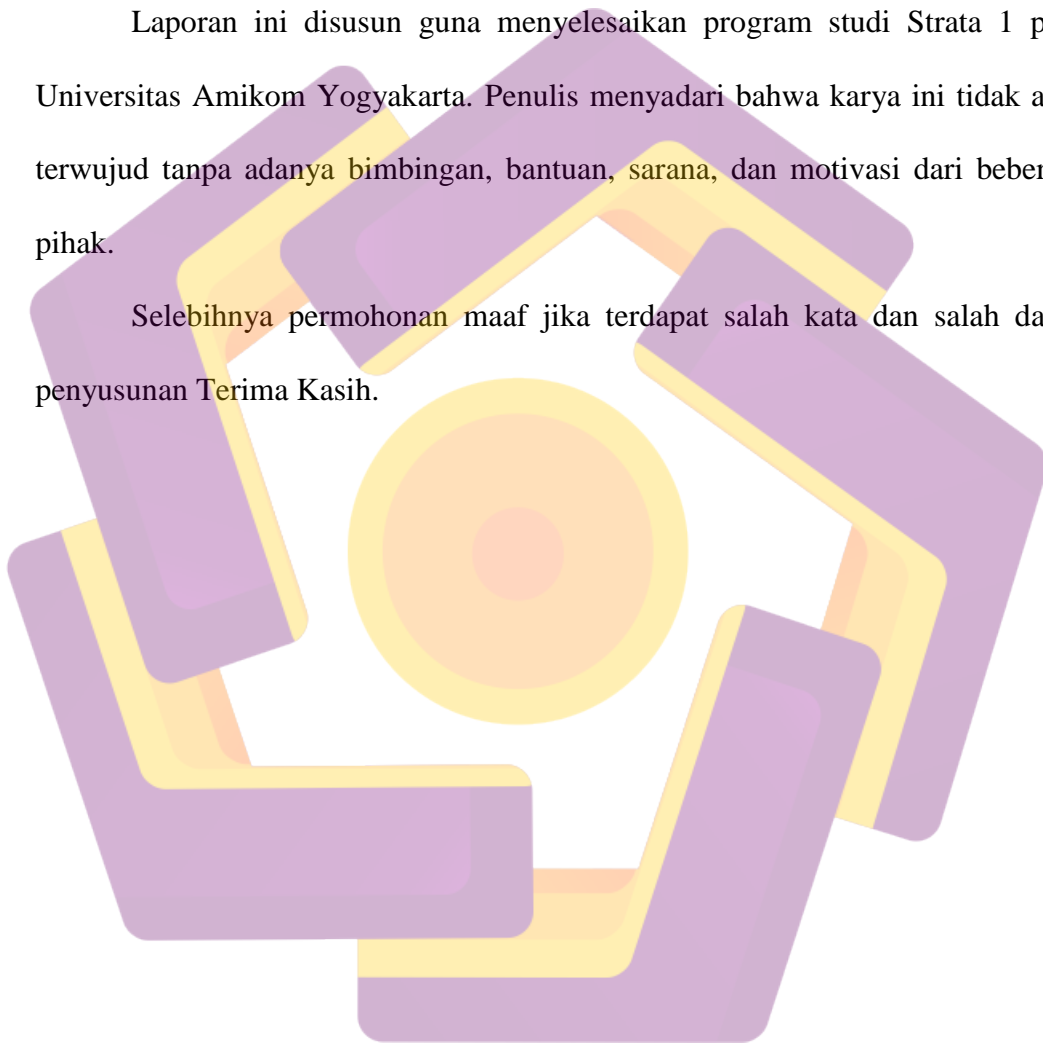 Laporan ini disusun guna menyelesaikan program studi Strata 1 p
Universitas Amikom Yogyakarta. Penulis menyadari bahwa karya ini tidak a
terwujud tanpa adanya bimbingan, bantuan, sarana, dan motivasi dari beber
pihak.
Selebihnya permohonan maaf jika terdapat salah kata dan salah da
penyusunan Terima Kasih.